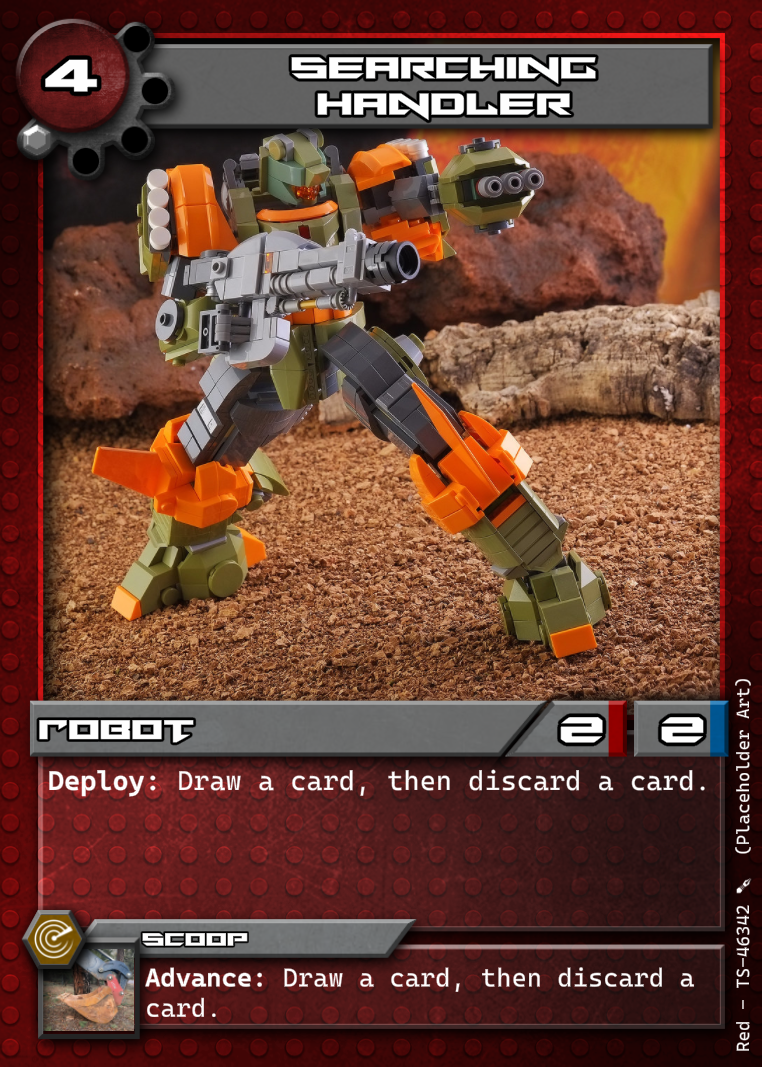 4
SEARCHING
HANDLER
ROBOT
2
2
Deploy: Draw a card, then discard a card.
SCOOP
Advance: Draw a card, then discard a
card.
Red - TS-46342 (Placeholder Art)